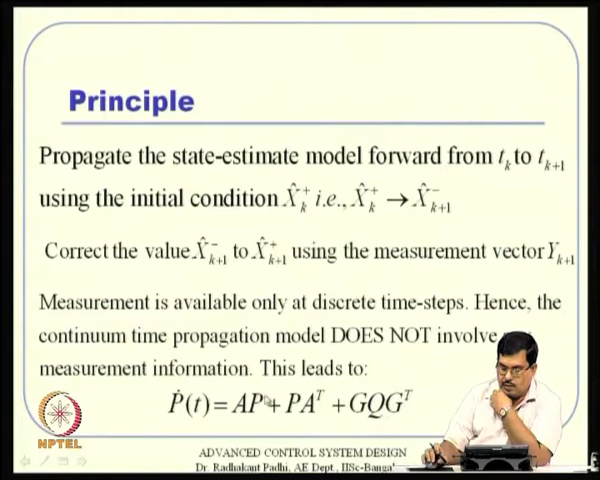 Principle
Propagate the state-estimate model forward from t_k to t_{k+1}
using the initial condition X̂_k^+ i.e., X̂_k^+ → X̂_{k+1}^-
Correct the value X̂_{k+1}^- to X̂_{k+1}^+ using the measurement vector Y_{k+1}
Measurement is available only at discrete time-steps. Hence, the
continuum time propagation model DOES NOT involve
measurement information. This leads to:
Ṗ(t) = AP + PA^T + GQG^T
NPTEL
ADVANCED CONTROL SYSTEM DESIGN
Dr. Radhakant Padhi, AE Dept., IISc-Banga